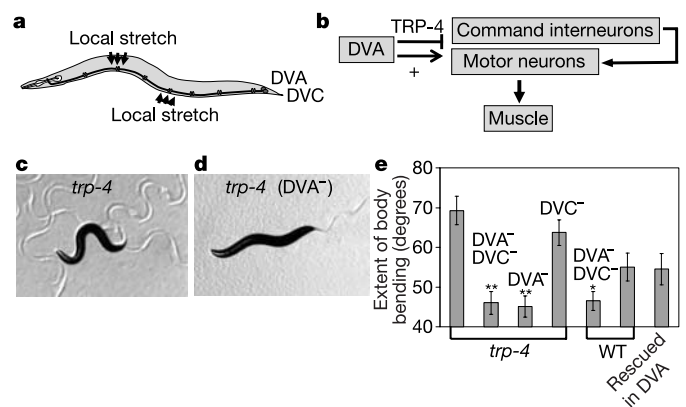 a
Local stretch
DVA
DVC
Local stretch
b
TRP-4
DVA
+
Command interneurons
Motor neurons
Muscle
c
trp-4
d
trp-4 (DVA⁻)
e
Extent of body
bending (degrees)
80
70
60
50
40
DVA⁻
DVC⁻
**
DVA⁻
**
DVC⁻
DVA⁻
DVC⁻
*
trp-4
WT
Rescued
in DVA